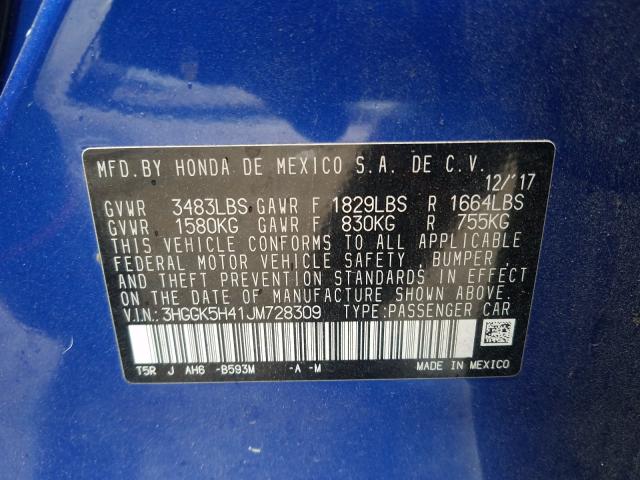 MFD.BY HONDA DE MEXICO S.A. DE C.V.
12/'17
GVWR 3483LBS GAWR F 1829LBS R 1664LBS
GVWR 1580KG GAWR F 830KG R 755KG
THIS VEHICLE CONFORMS TO ALL APPLICABLE
FEDERAL MOTOR VEHICLE SAFETY, BUMPER,
AND THEFT PREVENTION STANDARDS IN EFFECT
ON THE DATE OF MANUFACTURE SHOWN ABOVE.
V.I.N.:3HGGK5H41JM728309 TYPE:PASSENGER CAR
T5R J AH6 -B593M -A -M
MADE IN MEXICO